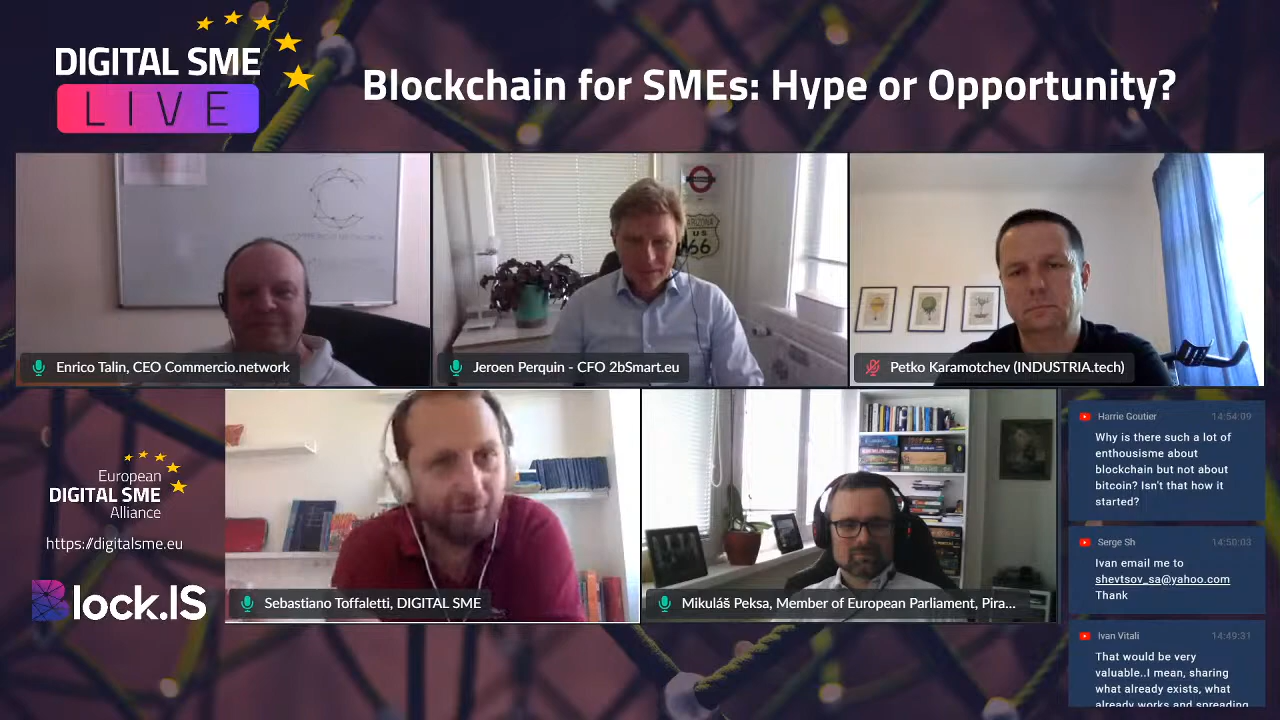 DIGITAL SME
LIVE
Blockchain for SMEs: Hype or Opportunity?
ARIZONA
US
66
Enrico Talin, CEO Commercio.network
Jeroen Perquin - CFO 2bSmart.eu
Petko Karamotchev (INDUSTRIA.tech)
European
DIGITAL SME
Alliance
https://digitalsme.eu
Block.IS
Sebastiano Toffaletti, DIGITAL SME
Mikuláš Peksa, Member of European Parliament, Pira...
Harrie Goutier 14:54:09
Why is there such a lot of
enthousisme about
blockchain but not about
bitcoin? Isn't that how it
started?
Serge Sh 14:50:03
Ivan email me to
shevtsov_sa@yahoo.com
Thank
Ivan Vitali 14:49:31
That would be very
valuable..I mean, sharing
what already exists, what
already works and spreading